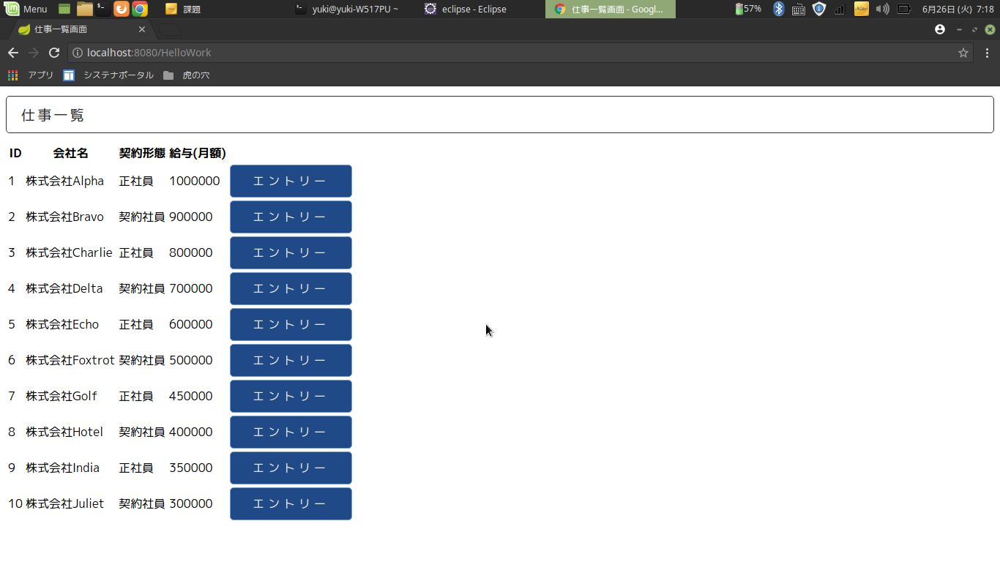 Menu 課題 yuki@yuki-W517PU ~ eclipse - Eclipse 仕事一覧画面 - Googl... 57% 6月26日 (火) 7:18
仕事一覧画面
localhost:8080/HelloWork
アプリ システナポータル 虎の穴
仕事一覧
ID 会社名 契約形態 給与(月額)
1 株式会社Alpha 正社員 1000000 エントリー
2 株式会社Bravo 契約社員 900000 エントリー
3 株式会社Charlie 正社員 800000 エントリー
4 株式会社Delta 契約社員 700000 エントリー
5 株式会社Echo 正社員 600000 エントリー
6 株式会社Foxtrot 契約社員 500000 エントリー
7 株式会社Golf 正社員 450000 エントリー
8 株式会社Hotel 契約社員 400000 エントリー
9 株式会社India 正社員 350000 エントリー
10 株式会社Juliet 契約社員 300000 エントリー